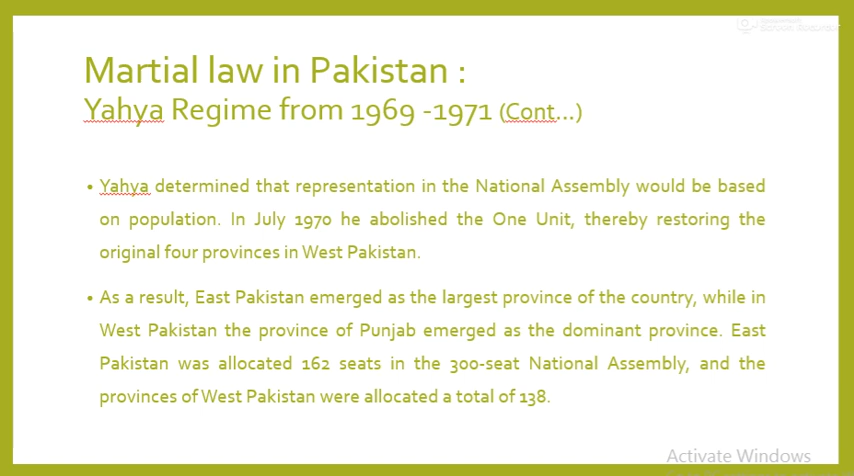 Martial law in Pakistan :
Yahya Regime from 1969 -1971 (Cont...)
• Yahya determined that representation in the National Assembly would be based
on population. In July 1970 he abolished the One Unit, thereby restoring the
original four provinces in West Pakistan.
• As a result, East Pakistan emerged as the largest province of the country, while in
West Pakistan the province of Punjab emerged as the dominant province. East
Pakistan was allocated 162 seats in the 300-seat National Assembly, and the
provinces of West Pakistan were allocated a total of 138.
Activate Windows